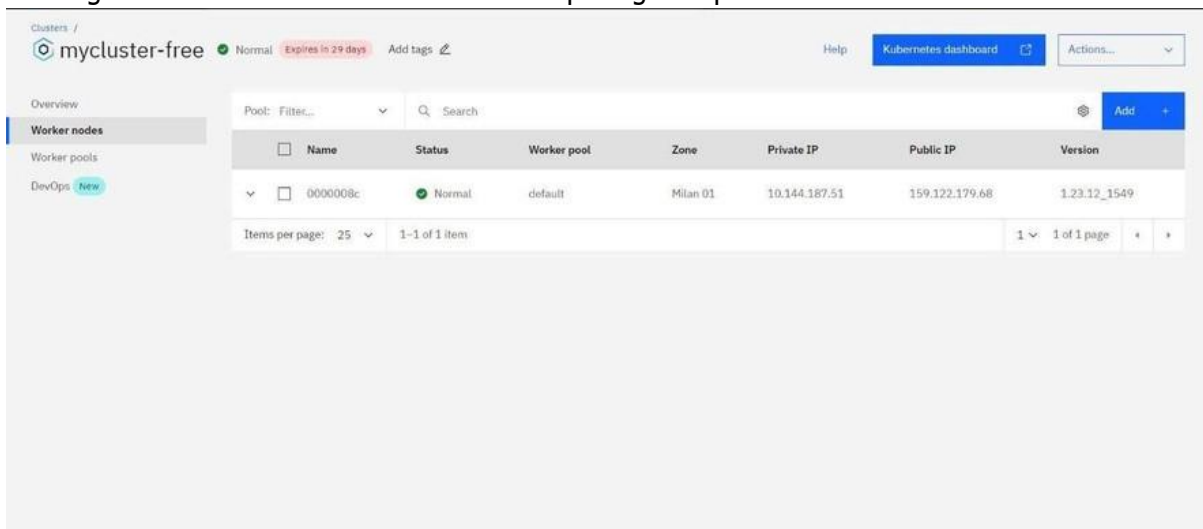 Clusters /
mycluster-free Normal Expires in 29 days Add tags Help Kubernetes dashboard Actions...
Overview
Worker nodes
Worker pools
DevOps New
Pool: Filter... Search Add +
Name Status Worker pool Zone Private IP Public IP Version
0000008c Normal default Milan 01 10.144.187.51 159.122.179.68 1.23.12_1549
Items per page: 25 1–1 of 1 item 1 1 of 1 page